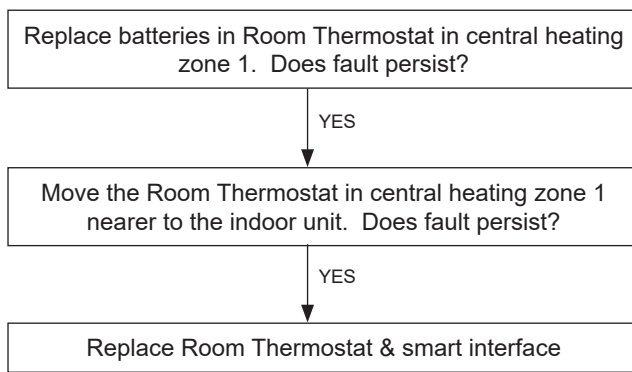 Replace batteries in Room Thermostat in central heating
zone 1.  Does fault persist?
YES
Move the Room Thermostat in central heating zone 1
nearer to the indoor unit.  Does fault persist?
YES
Replace Room Thermostat & smart interface